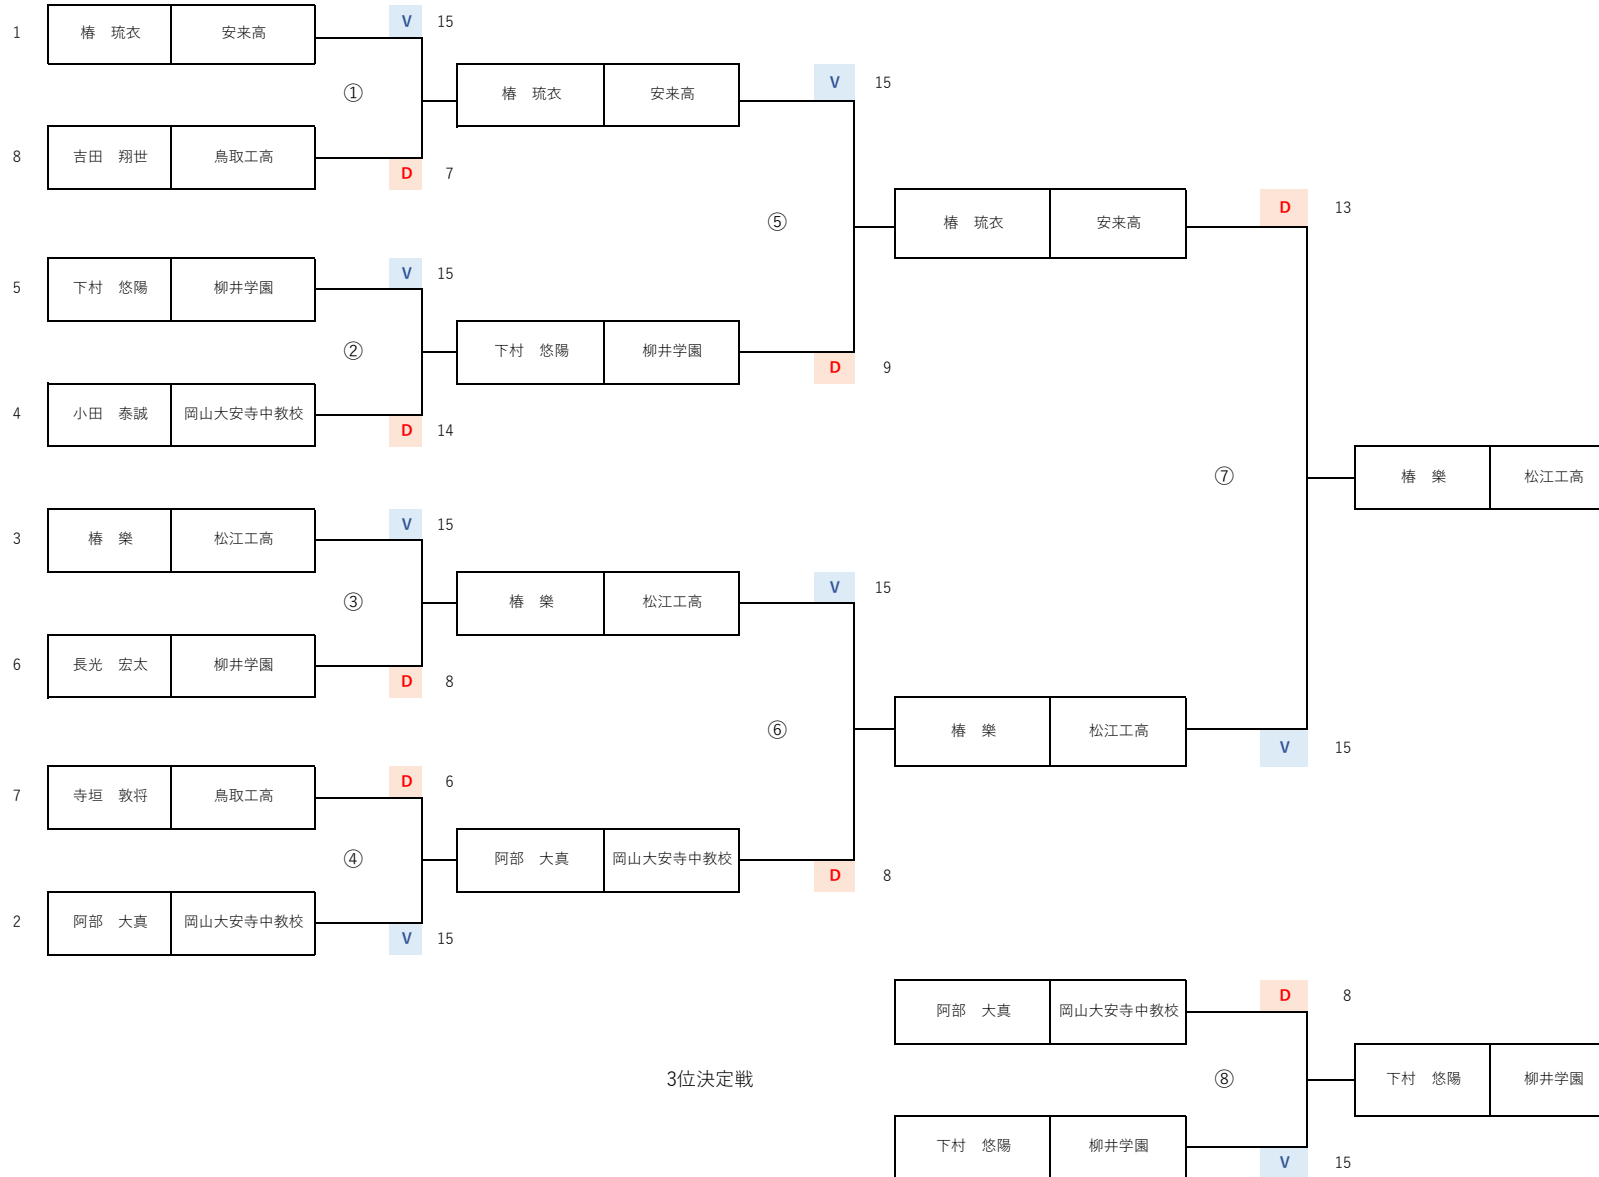 1 椿　琉衣 安来高 V 15
① 椿　琉衣 安来高 V 15
8 吉田　翔世 鳥取工高 D 7
⑤ 椿　琉衣 安来高 D 13
5 下村　悠陽 柳井学園 V 15
② 下村　悠陽 柳井学園 D 9
4 小田　泰誠 岡山大安寺中教校 D 14
⑦ 椿　樂 松江工高
3 椿　樂 松江工高 V 15
③ 椿　樂 松江工高 V 15
6 長光　宏太 柳井学園 D 8
⑥ 椿　樂 松江工高 V 15
7 寺垣　敦将 鳥取工高 D 6
④ 阿部　大真 岡山大安寺中教校 D 8
2 阿部　大真 岡山大安寺中教校 V 15
阿部　大真 岡山大安寺中教校 D 8
3位決定戦 ⑧ 下村　悠陽 柳井学園
下村　悠陽 柳井学園 V 15